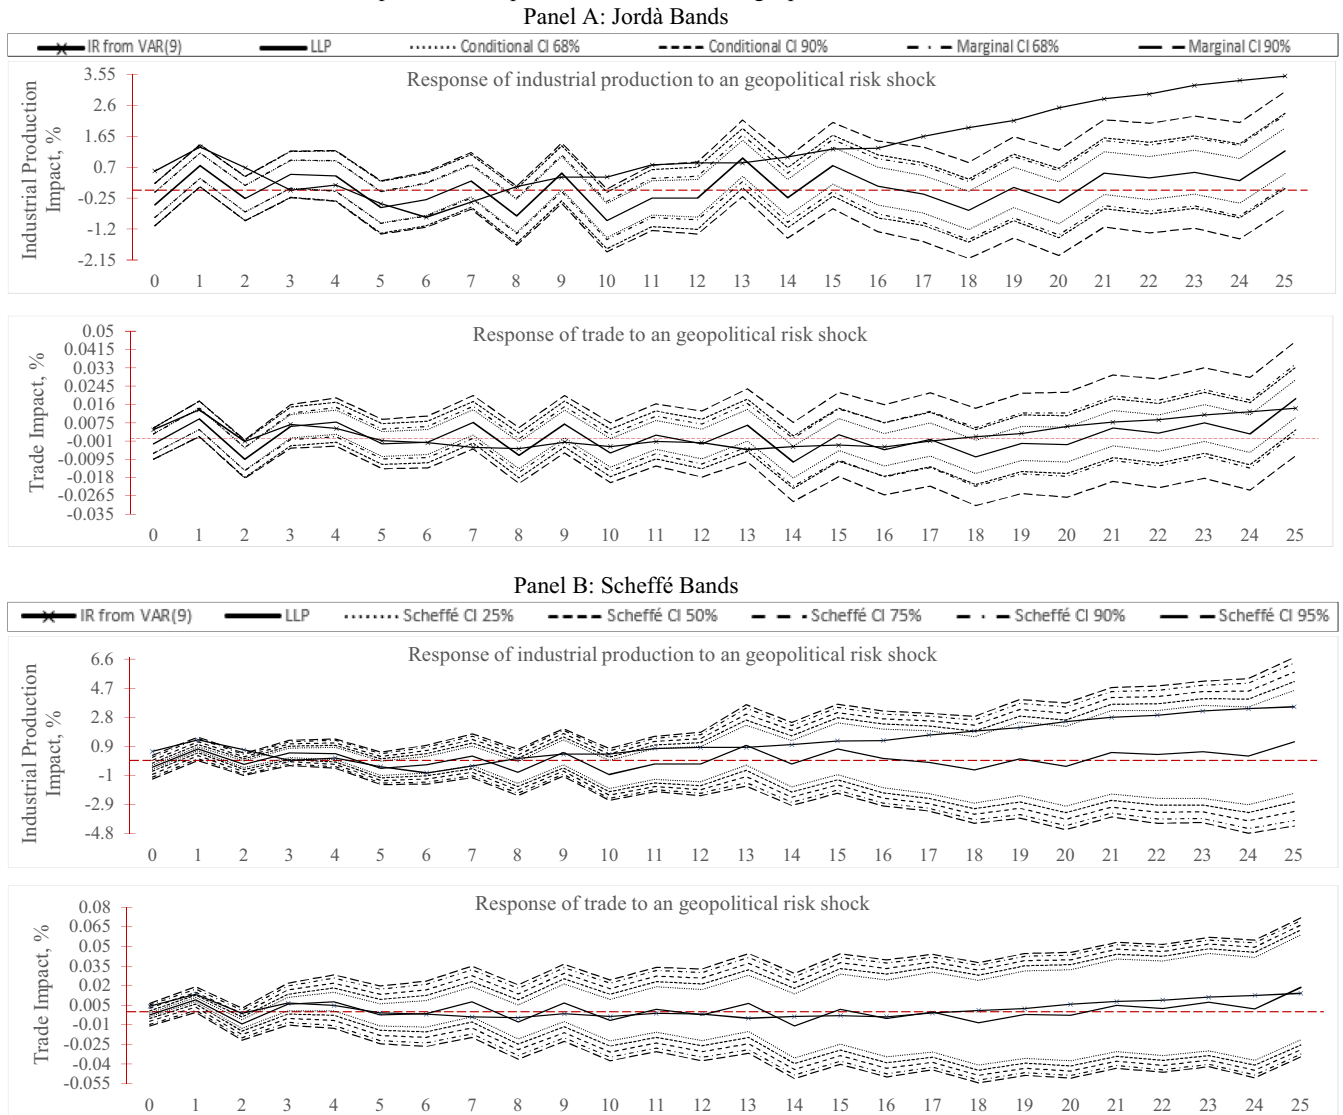 Panel A: Jordà Bands
IR from VAR(9) LLP Conditional CI 68% Conditional CI 90% Marginal CI 68% Marginal CI 90%
Response of industrial production to an geopolitical risk shock
Industrial Production
Impact, %
3.55
2.6
1.65
0.7
-0.25
-1.2
-2.15
0 1 2 3 4 5 6 7 8 9 10 11 12 13 14 15 16 17 18 19 20 21 22 23 24 25
Response of trade to an geopolitical risk shock
Trade Impact, %
0.05
0.0415
0.033
0.0245
0.016
0.0075
-0.001
-0.0095
-0.018
-0.0265
-0.035
0 1 2 3 4 5 6 7 8 9 10 11 12 13 14 15 16 17 18 19 20 21 22 23 24 25
Panel B: Scheffé Bands
IR from VAR(9) LLP Scheffé CI 25% Scheffé CI 50% Scheffé CI 75% Scheffé CI 90% Scheffé CI 95%
Response of industrial production to an geopolitical risk shock
Industrial Production
Impact, %
6.6
4.7
2.8
0.9
-1
-2.9
-4.8
0 1 2 3 4 5 6 7 8 9 10 11 12 13 14 15 16 17 18 19 20 21 22 23 24 25
Response of trade to an geopolitical risk shock
Trade Impact, %
0.08
0.065
0.05
0.035
0.02
0.005
-0.01
-0.025
-0.04
-0.055
0 1 2 3 4 5 6 7 8 9 10 11 12 13 14 15 16 17 18 19 20 21 22 23 24 25